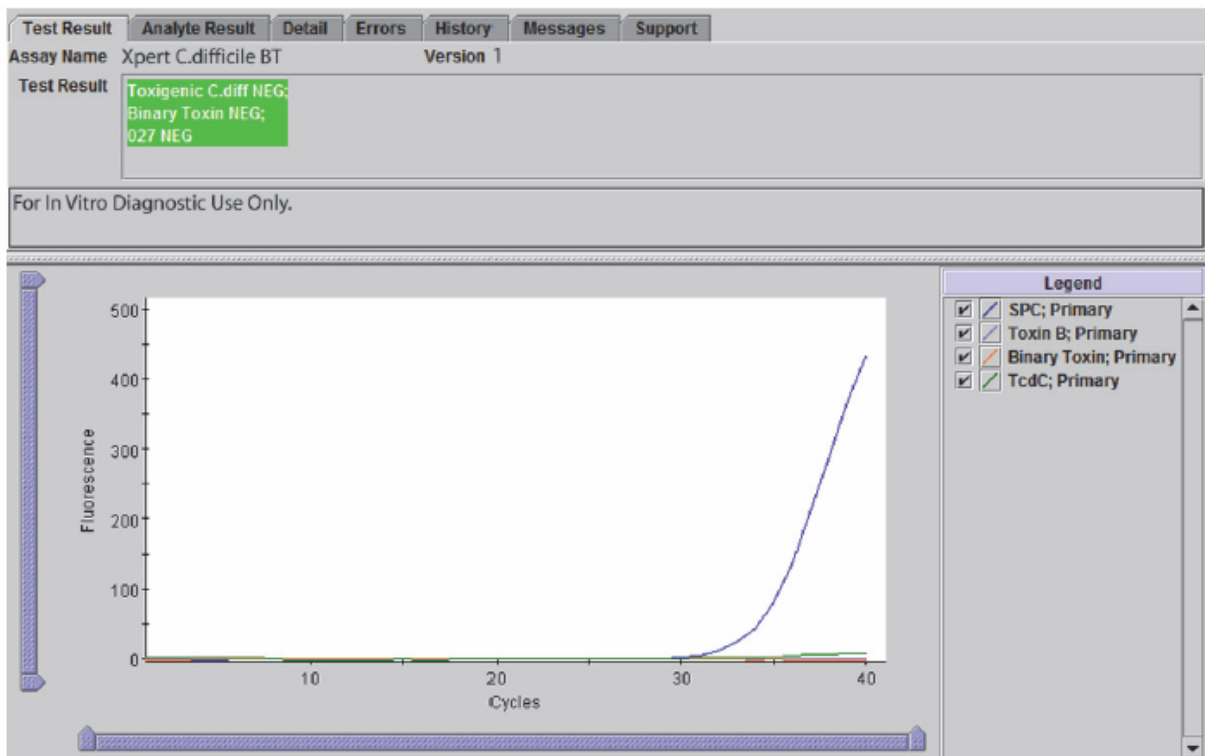 Test Result Analyte Result Detail Errors History Messages Support
Assay Name Xpert C.difficile BT Version 1
Test Result
Toxigenic C.diff NEG;
Binary Toxin NEG;
027 NEG
For In Vitro Diagnostic Use Only.
500
400
300
200
100
0
Fluorescence
10 20 30 40
Cycles
Legend
SPC; Primary
Toxin B; Primary
Binary Toxin; Primary
TcdC; Primary